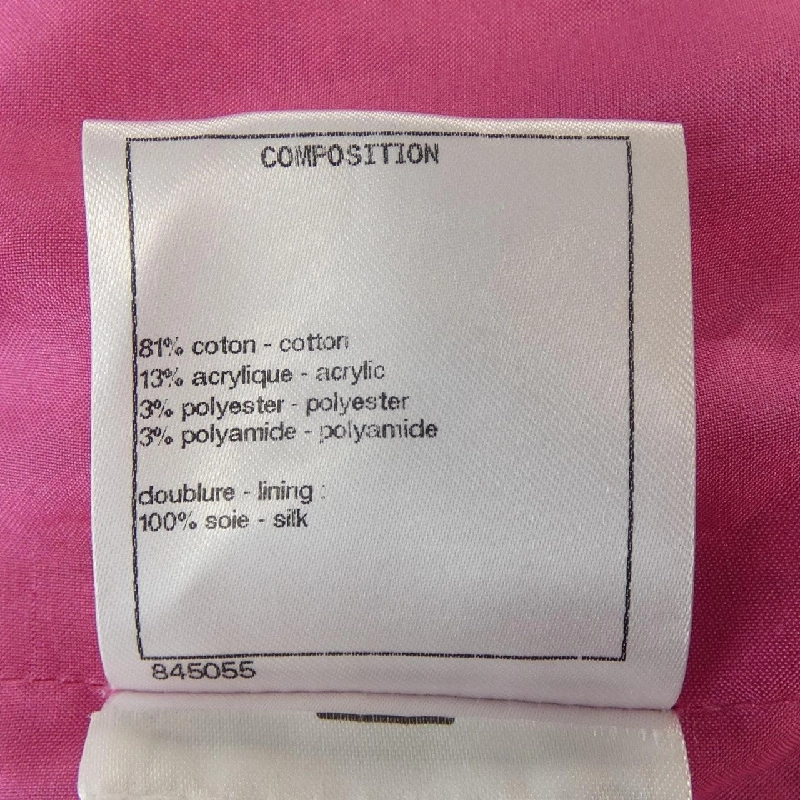 COMPOSITION
81% coton - cotton
13% acrylique - acrylic
3% polyester - polyester
3% polyamide - polyamide
doublure - lining :
100% soie - silk
845055